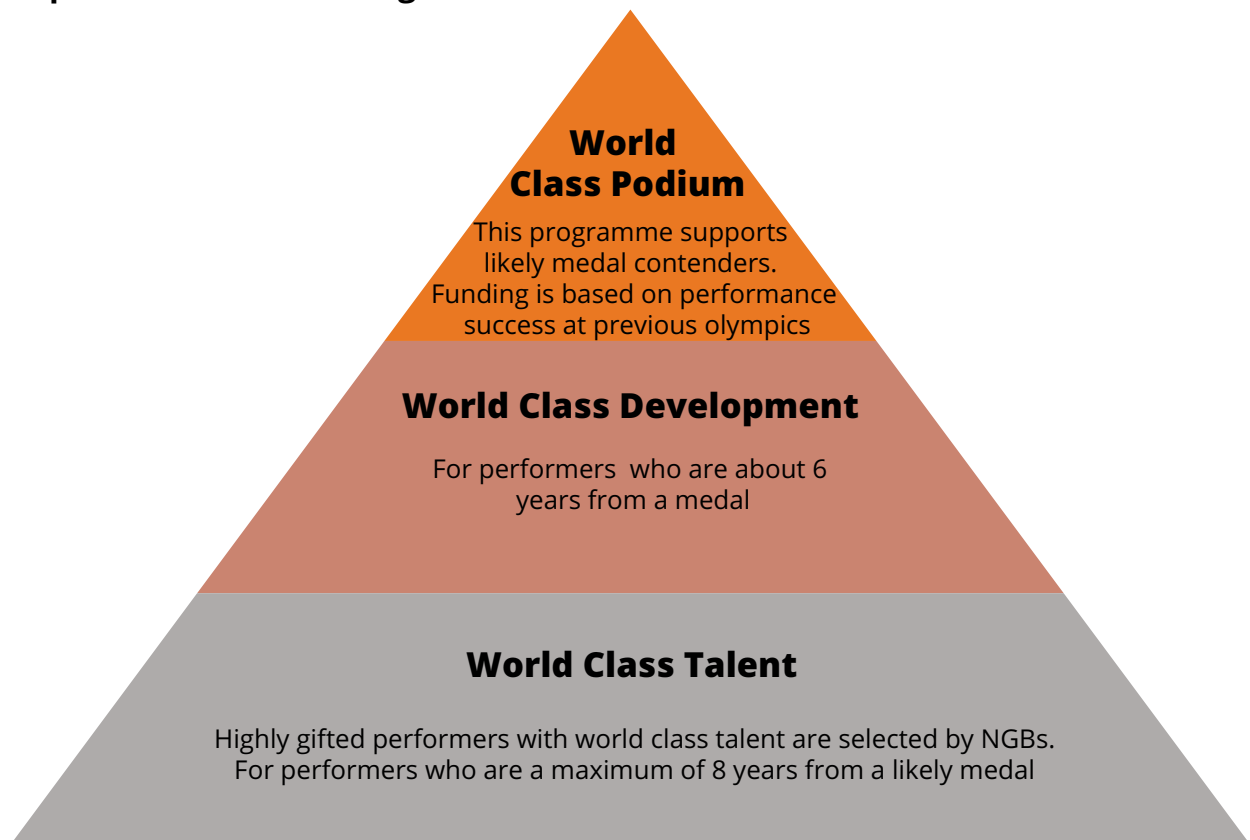 World
Class Podium
This programme supports
likely medal contenders.
Funding is based on performance
success at previous olympics
World Class Development
For performers who are about 6
years from a medal
World Class Talent
Highly gifted performers with world class talent are selected by NGBs.
For performers who are a maximum of 8 years from a likely medal